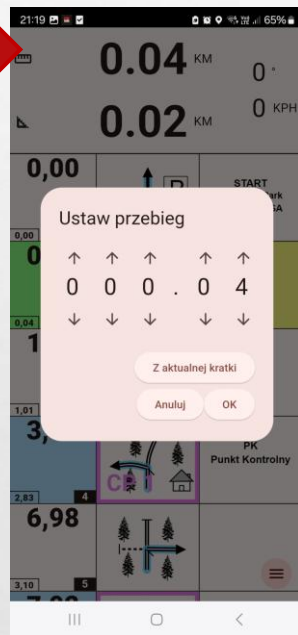 21:19 65%
0.04 KM 0°
0.02 KM 0 KPH
0,00
START
0,00
0
Ustaw przebieg
0 0 0 . 0 4
0,04
1
Z aktualnej kratki
Anuluj OK
1,01
3,
PK
Punkt Kontrolny
2,83 4
6,98
3,10 5